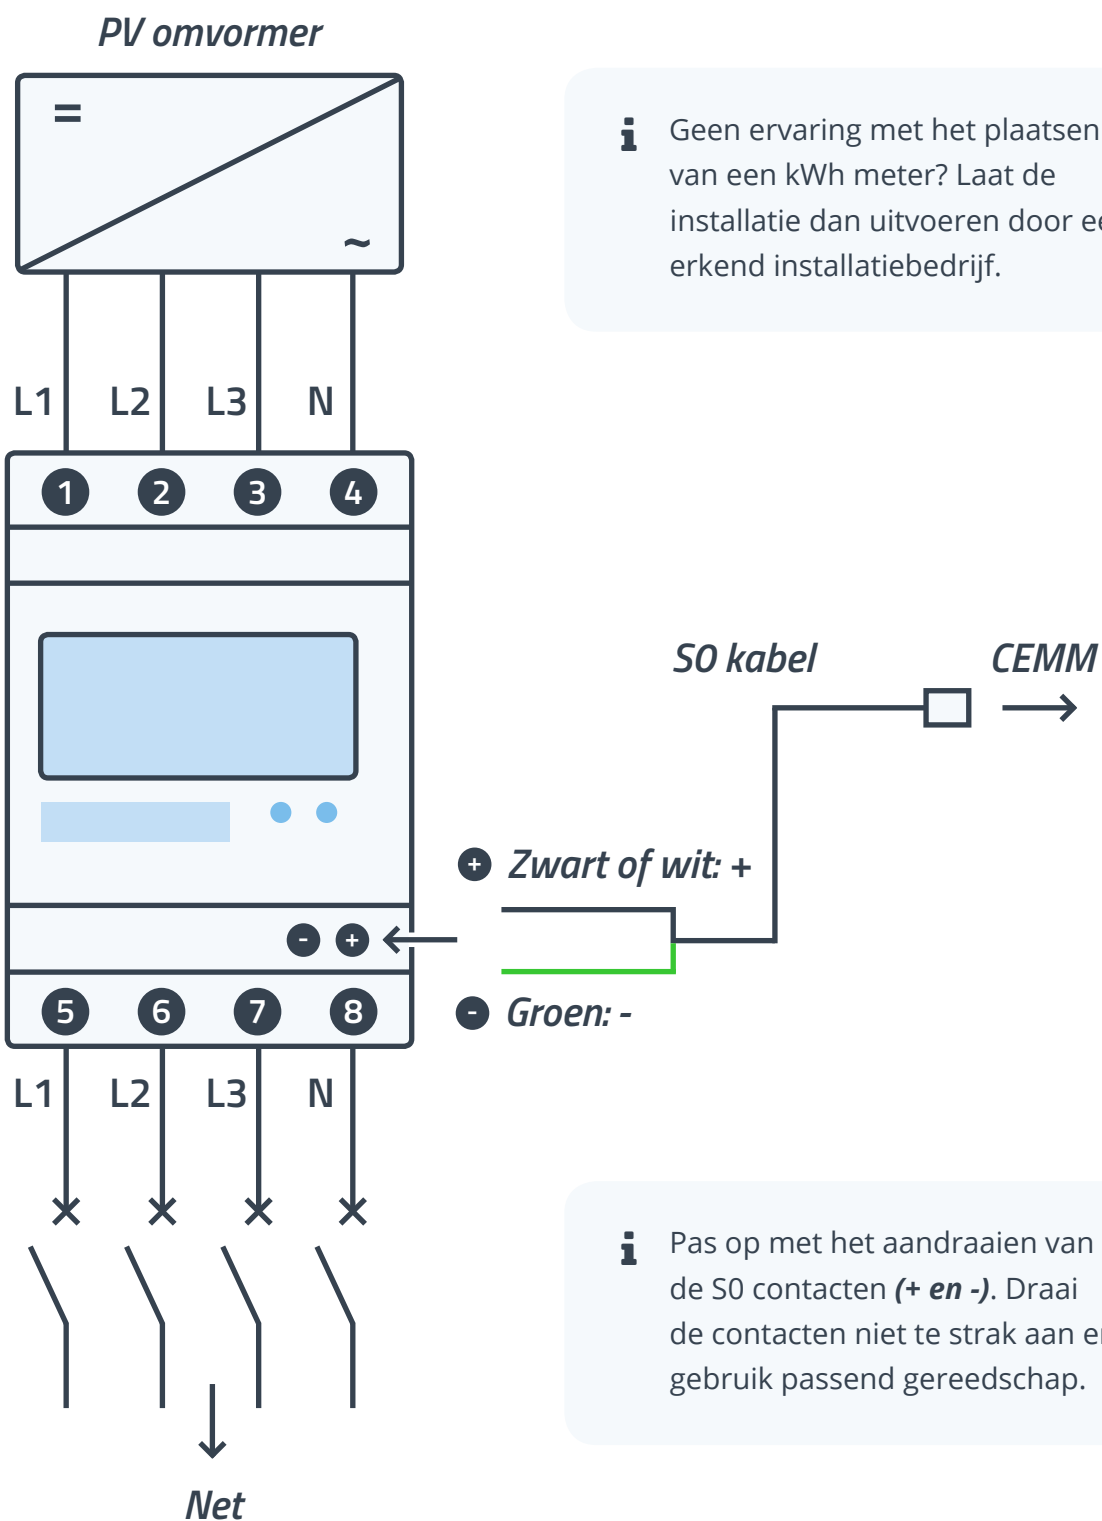 PV omvormer
=
~
Geen ervaring met het plaatsen
van een kWh meter? Laat de
installatie dan uitvoeren door
erkend installatiebedrijf.
L1 L2 L3 N
1 2 3 4
S0 kabel CEMM
+ Zwart of wit: +
- +
- Groen: -
5 6 7 8
L1 L2 L3 N
Pas op met het aandraaien van
de S0 contacten (+ en -). Draai
de contacten niet te strak aan
gebruik passend gereedschap.
Net